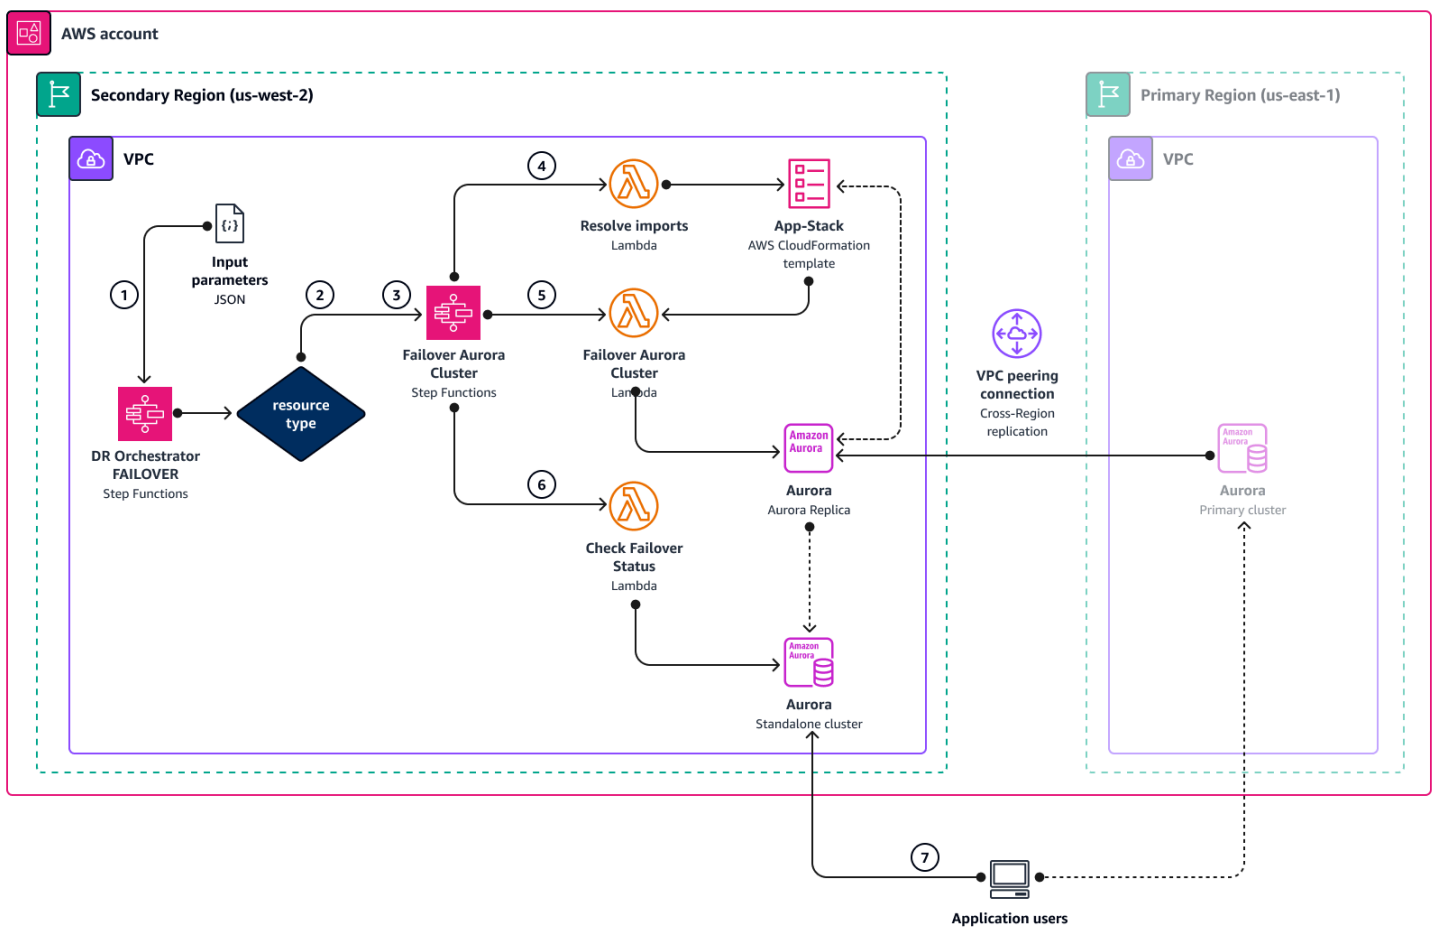 AWS account
Secondary Region (us-west-2)
Primary Region (us-east-1)
VPC
VPC
4
Resolve imports
Lambda
App-Stack
AWS CloudFormation
template
{;}
Input
parameters
JSON
1
2
3
5
Failover Aurora
Cluster
Step Functions
Failover Aurora
Cluster
Lambda
VPC peering
connection
Cross-Region
replication
resource
type
DR Orchestrator
FAILOVER
Step Functions
Amazon
Aurora
Aurora
Aurora Replica
Amazon
Aurora
Aurora
Primary cluster
6
Check Failover
Status
Lambda
Amazon
Aurora
Aurora
Standalone cluster
7
Application users